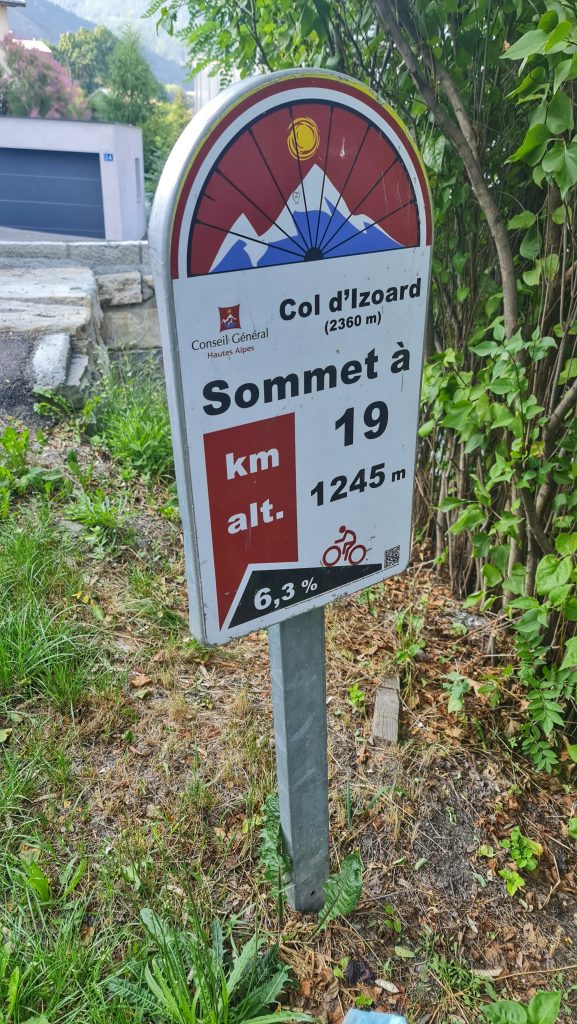 Col d'Izoard
(2360 m)
Conseil Général
Hautes Alpes
Sommet à
km 19
alt. 1245 m
6,3 %